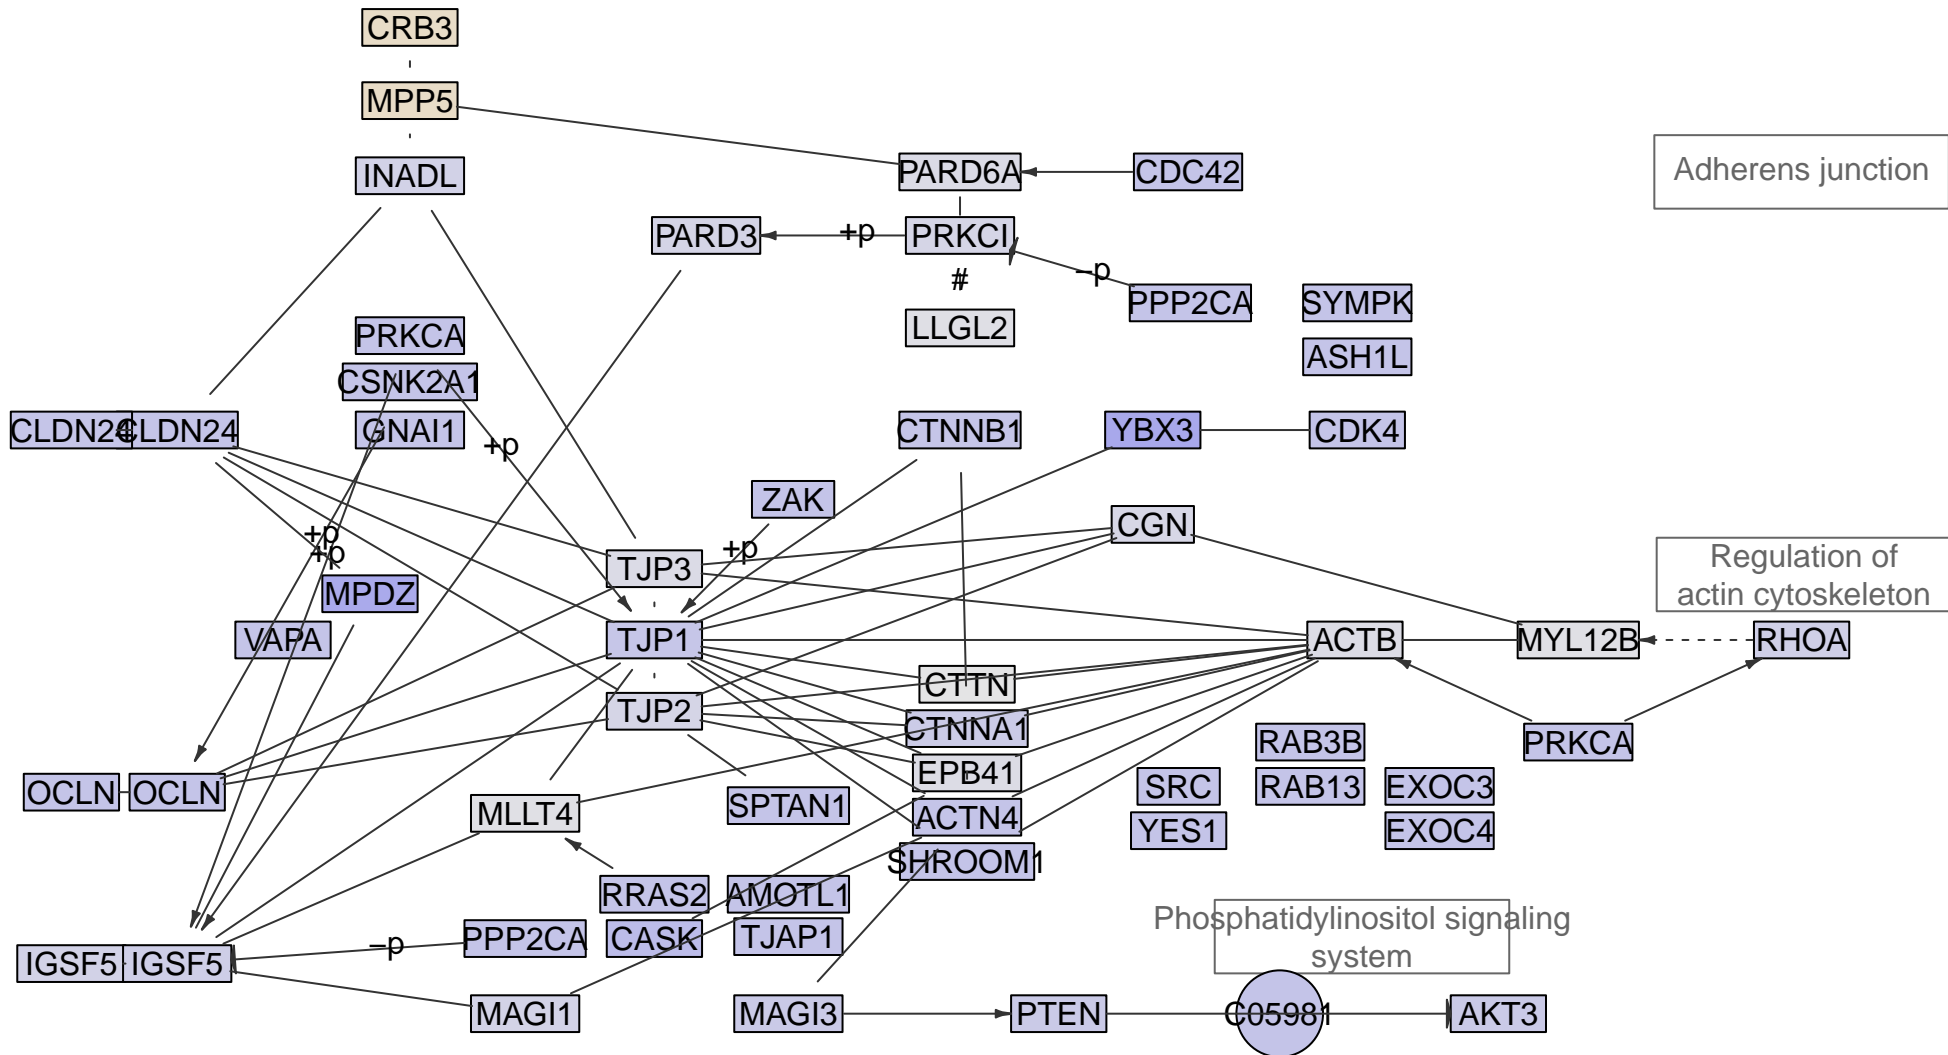 CRB3
MPP5
INADL
PARD6A
CDC42
Adherens junction
PARD3
+p
PRKCI
–p
#
PPP2CA
SYMPK
LLGL2
PRKCA
ASH1L
CSNK2A1
CLDN24
CLDN24
GNAI1
+p
CTNNB1
YBX3
CDK4
ZAK
CGN
+p
+p
+p
TJP3
MPDZ
Regulation of
actin cytoskeleton
VAPA
TJP1
ACTB
MYL12B
RHOA
CTTN
TJP2
CTNNA1
RAB3B
PRKCA
EPB41
OCLN
OCLN
SRC
RAB13
EXOC3
MLLT4
SPTAN1
ACTN4
YES1
EXOC4
SHROOM1
RRAS2
AMOTL1
Phosphatidylinositol signaling
system
–p
PPP2CA
CASK
TJAP1
IGSF5
IGSF5
MAGI1
MAGI3
PTEN
C05981
AKT3